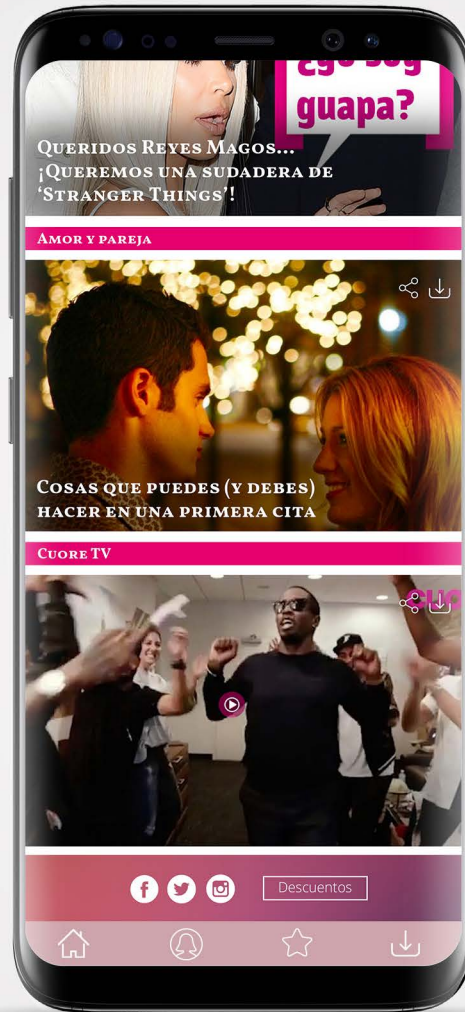 ¿yo soy
guapa?
Queridos Reyes Magos...
¡Queremos una sudadera de
‘Stranger Things’!
Amor y pareja
Cosas que puedes (y debes)
hacer en una primera cita
Cuore TV
CUO
Descuentos